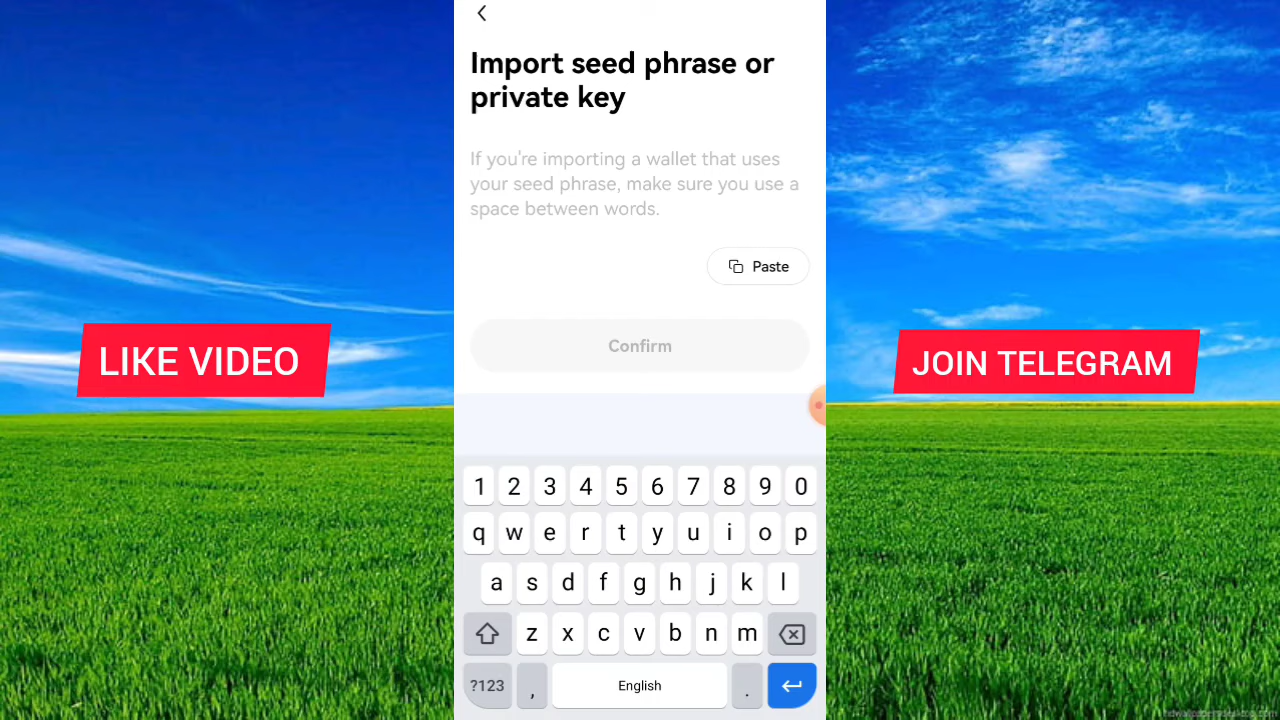 Import seed phrase or
private key
If you're importing a wallet that uses
your seed phrase, make sure you use a
space between words.
Paste
Confirm
LIKE VIDEO
JOIN TELEGRAM
1 2 3 4 5 6 7 8 9 0
q w e r t y u i o p
a s d f g h j k l
z x c v b n m
?123 , English .